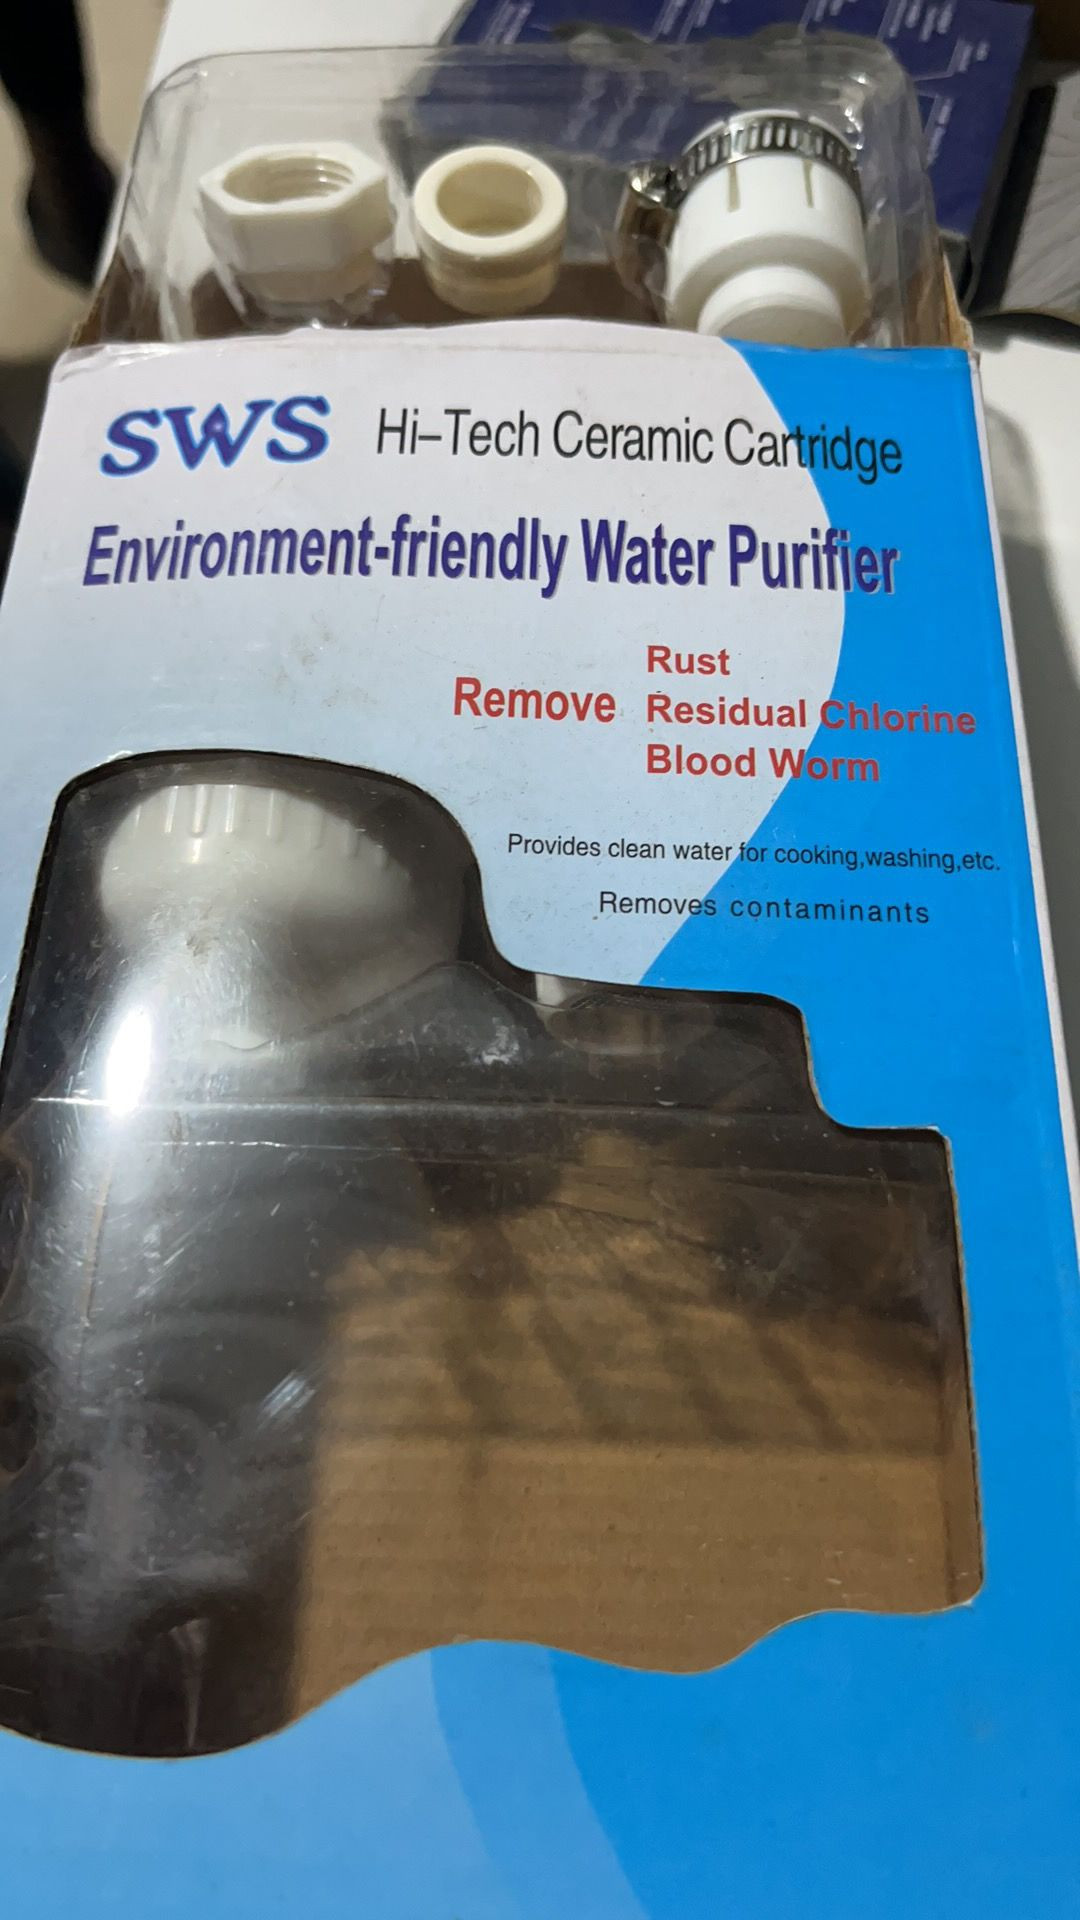 SWS Hi-Tech Ceramic Cartridge
Environment-friendly Water Purifier
Remove
Rust
Residual Chlorine
Blood Worm
Provides clean water for cooking,washing,etc.
Removes contaminants